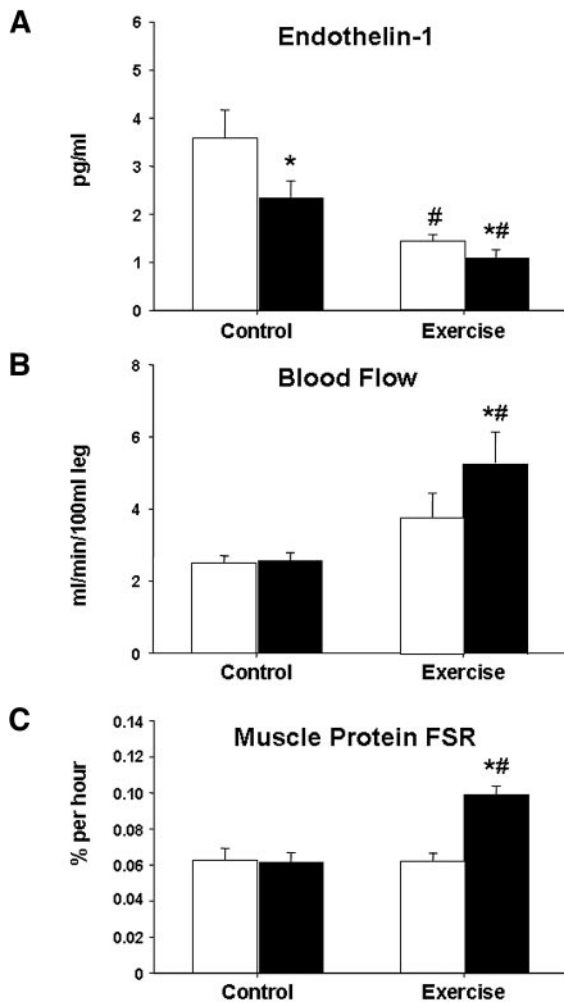 A
Endothelin-1
pg/ml
6
5
4
3
2
1
0
*
#
*#
Control Exercise
B
Blood Flow
ml/min/100ml leg
8
6
4
2
0
*#
Control Exercise
C
Muscle Protein FSR
% per hour
0.14
0.12
0.10
0.08
0.06
0.04
0.02
0
*#
Control Exercise